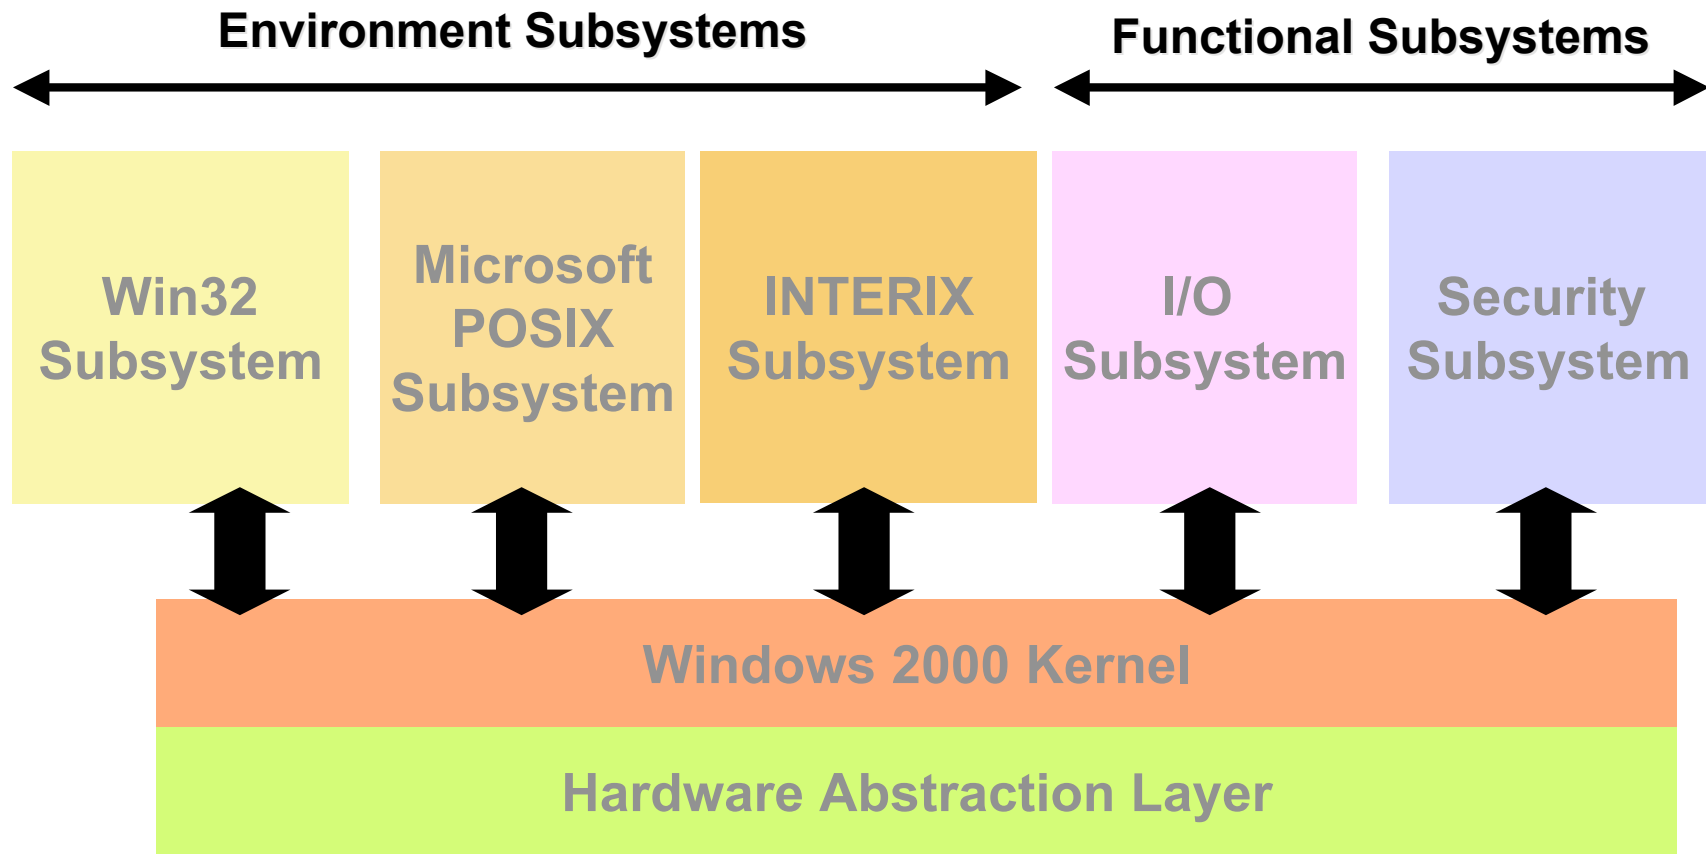 Environment Subsystems
Functional Subsystems
Win32
Subsystem
Microsoft
POSIX
Subsystem
INTERIX
Subsystem
I/O
Subsystem
Security
Subsystem
Windows 2000 Kernel
Hardware Abstraction Layer